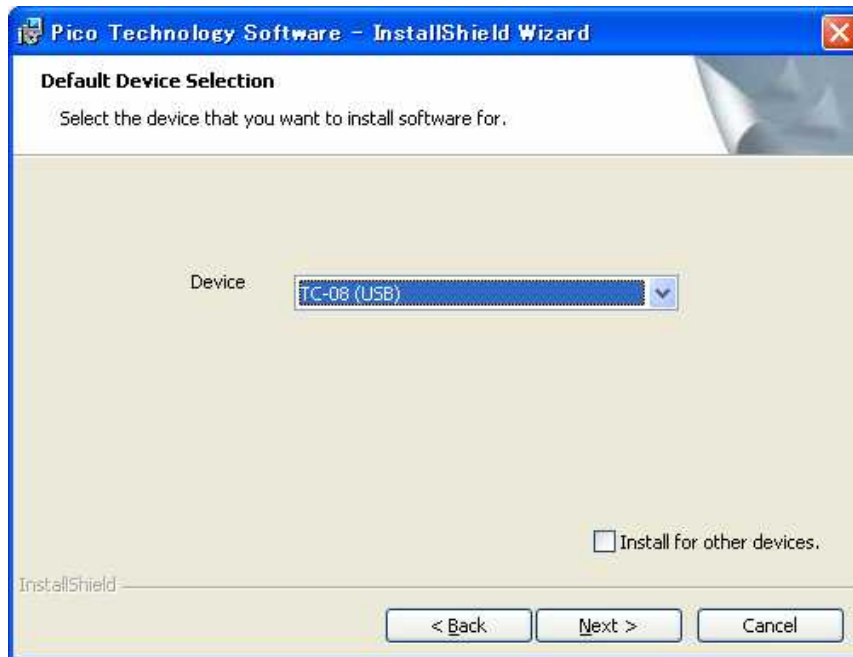 Pico Technology Software - InstallShield Wizard
Default Device Selection
Select the device that you want to install software for.
Device
TC-08 (USB)
Install for other devices.
InstallShield
< Back
Next >
Cancel